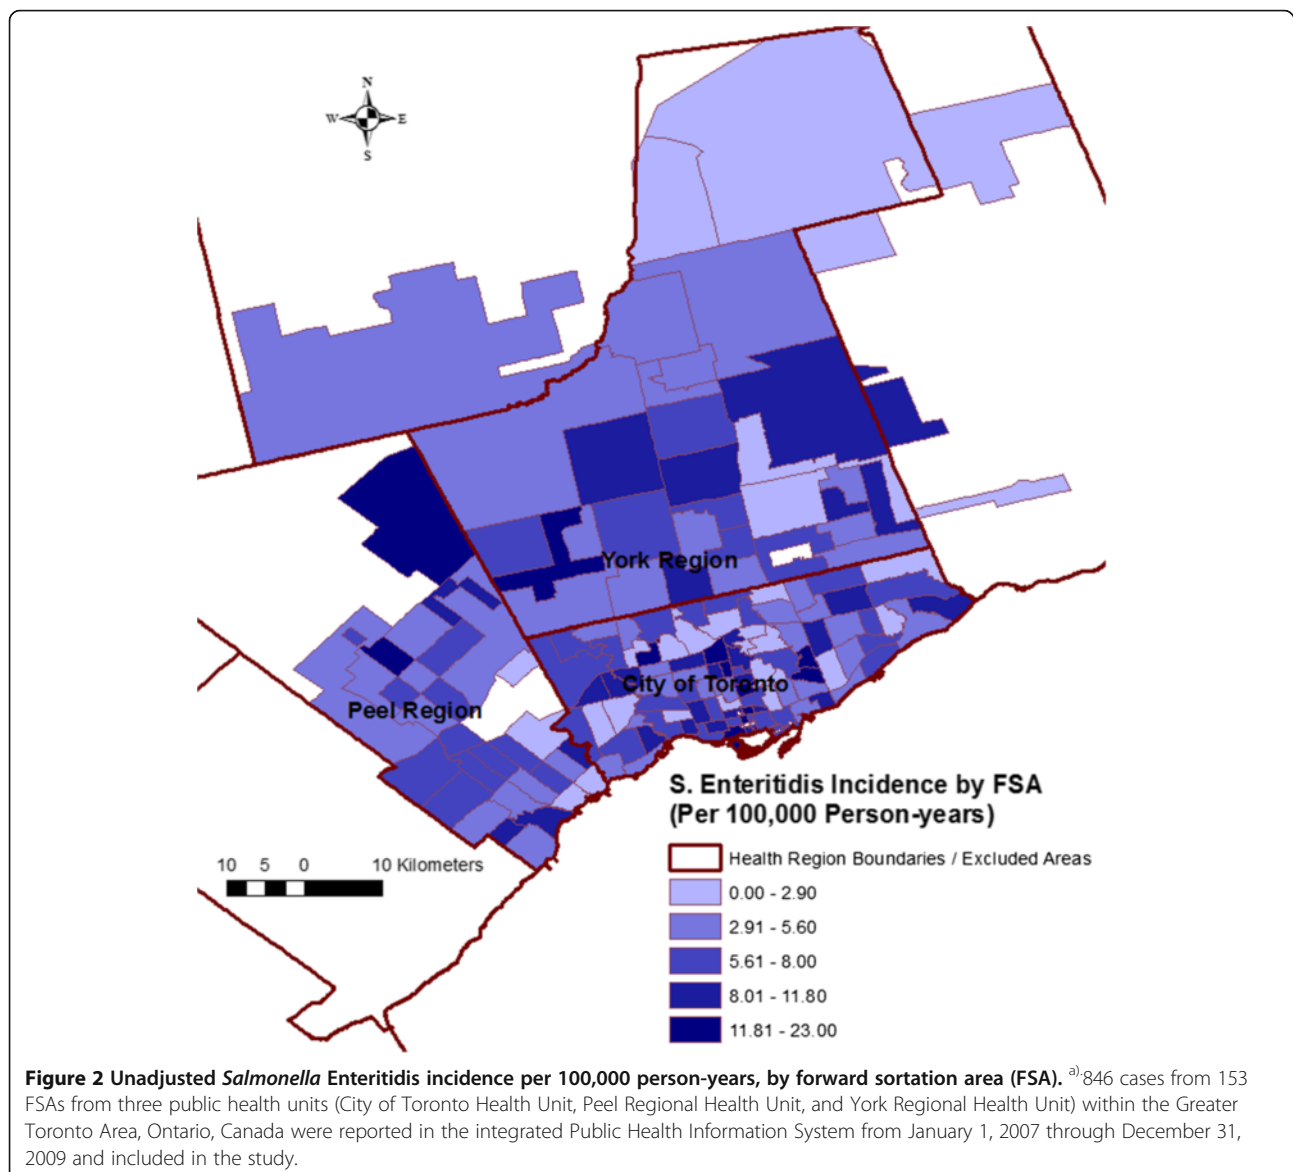 N
W E
S
York Region
City of Toronto
Peel Region
S. Enteritidis Incidence by FSA
(Per 100,000 Person-years)
Health Region Boundaries / Excluded Areas
0.00 - 2.90
2.91 - 5.60
5.61 - 8.00
8.01 - 11.80
11.81 - 23.00
10 5 0 10 Kilometers
Figure 2 Unadjusted Salmonella Enteritidis incidence per 100,000 person-years, by forward sortation area (FSA). a).846 cases from 153
FSAs from three public health units (City of Toronto Health Unit, Peel Regional Health Unit, and York Regional Health Unit) within the Greater
Toronto Area, Ontario, Canada were reported in the integrated Public Health Information System from January 1, 2007 through December 31,
2009 and included in the study.